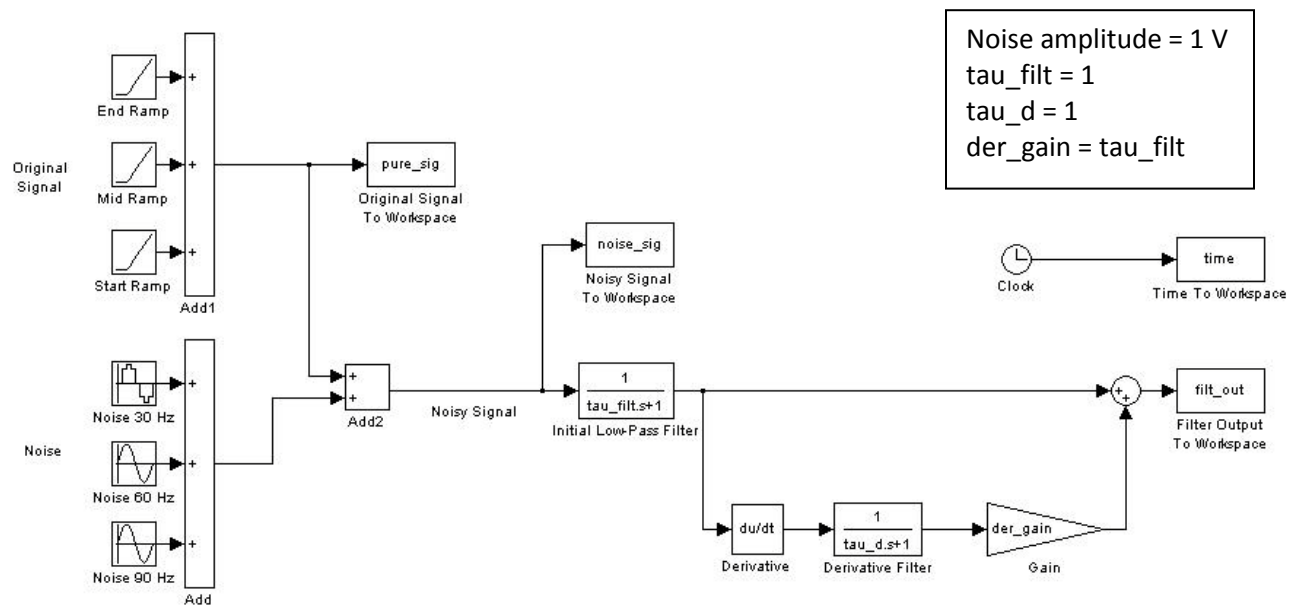 Noise amplitude = 1 V
tau_filt = 1
tau_d = 1
der_gain = tau_filt
Original
Signal
+
End Ramp
+
Mid Ramp
+
Start Ramp
Add1
pure_sig
Original Signal
To Workspace
noise_sig
Noisy Signal
To Workspace
Clock
time
Time To Workspace
Noise
+
Noise 30 Hz
+
Noise 60 Hz
+
Noise 90 Hz
Add
+
+
Add2
Noisy Signal
1
tau_filt.s+1
Initial Low-Pass Filter
+
+
filt_out
Filter Output
To Workspace
du/dt
Derivative
1
tau_d.s+1
Derivative Filter
der_gain
Gain